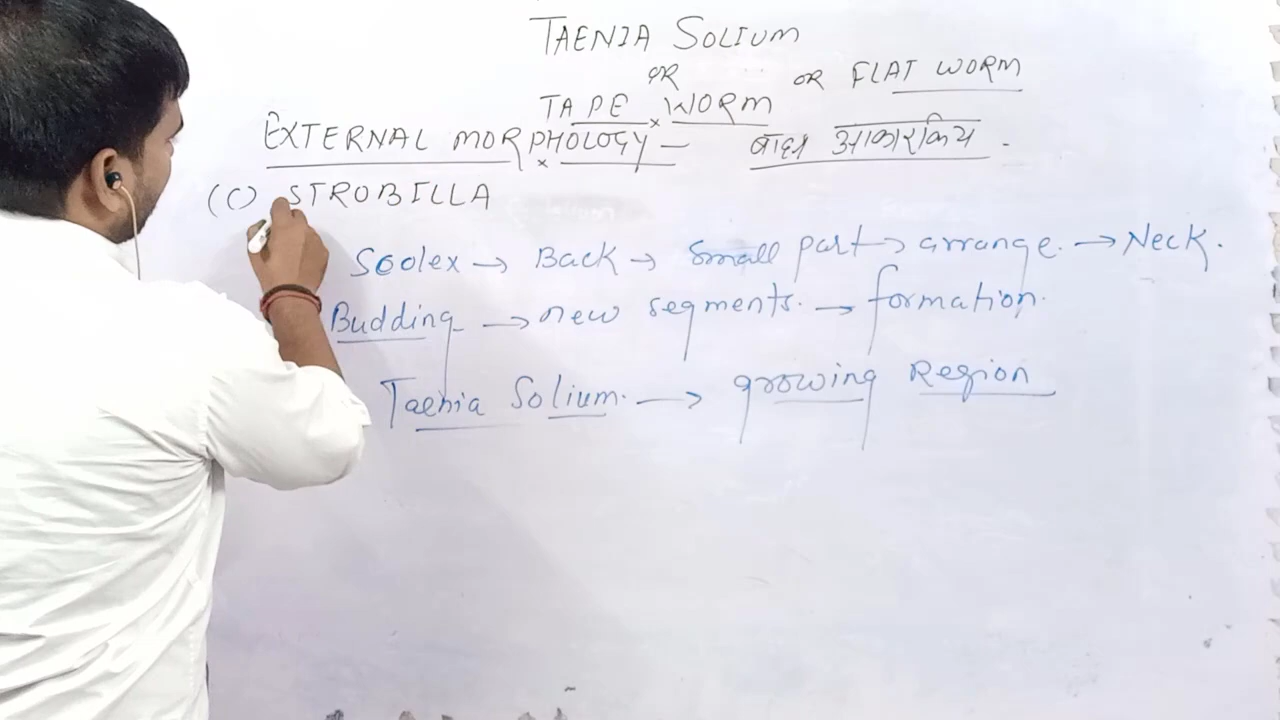 TAENIA SOLIUM
OR
OR FLAT WORM
TAPE WORM
EXTERNAL MORPHOLOGY — बाह्य आकारिकिय .
(C) STROBILLA
Scolex → Back → Small part → arrange. → Neck.
Budding → new segments. → formation.
Taenia Solium. → growing Region